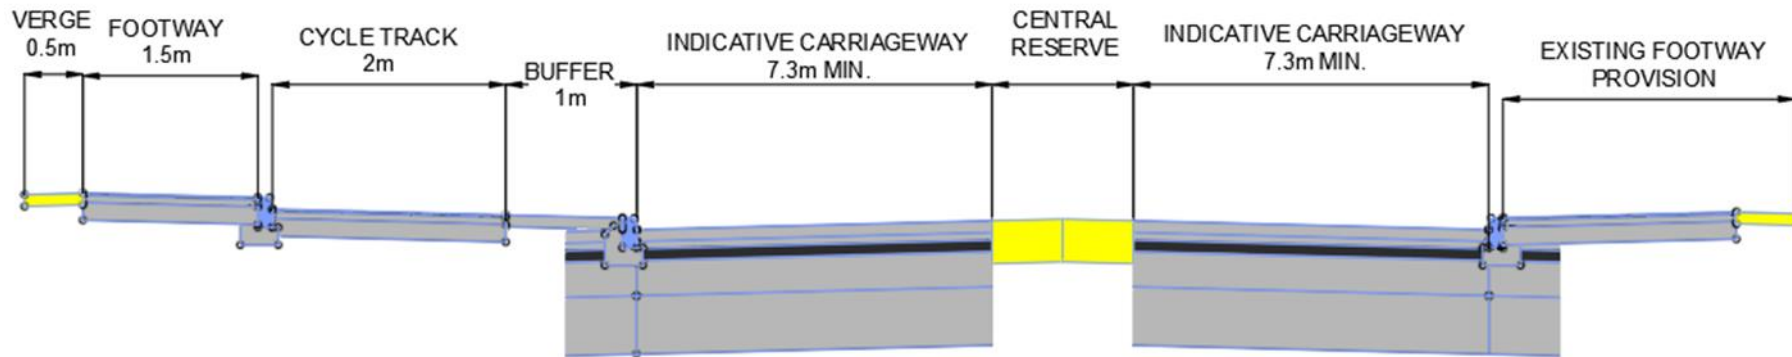 VERGE
0.5m
FOOTWAY
1.5m
CYCLE TRACK
2m
BUFFER
1m
INDICATIVE CARRIAGEWAY
7.3m MIN.
CENTRAL
RESERVE
INDICATIVE CARRIAGEWAY
7.3m MIN.
EXISTING FOOTWAY
PROVISION